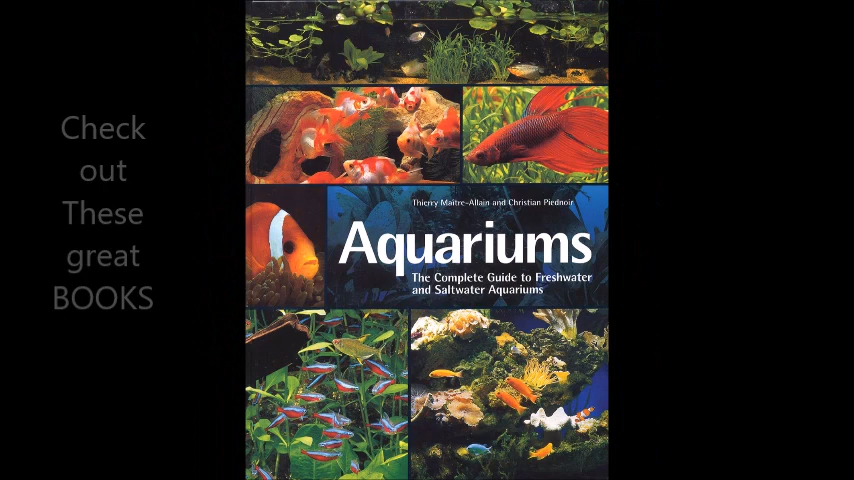 Check
out
These
great
BOOKS
Thierry Maître-Allain and Christian Piednoir
Aquariums
The Complete Guide to Freshwater
and Saltwater Aquariums